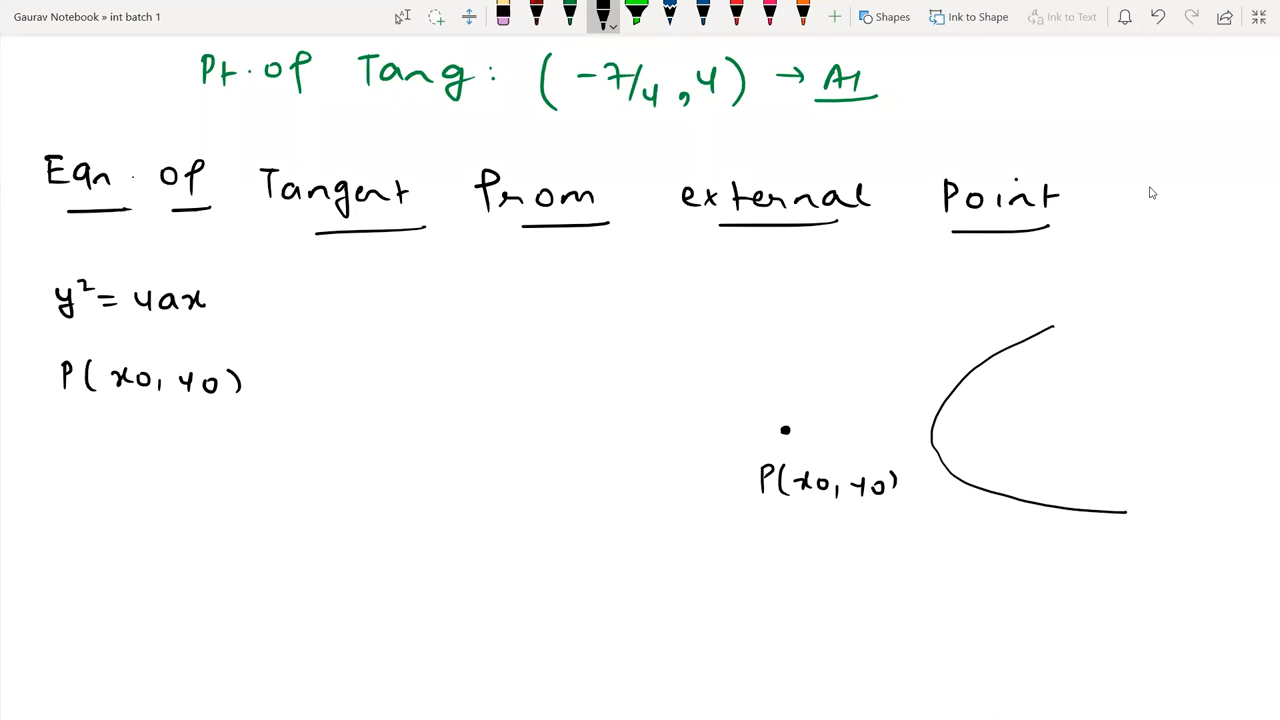 Gaurav Notebook » int batch 1
Shapes
Ink to Shape
Ink to Text
Pt. of Tang : (-7/4, 4) → A1
Eqn. of Tangent from external Point
y² = 4ax
P(x0, y0)
P(x0, y0)